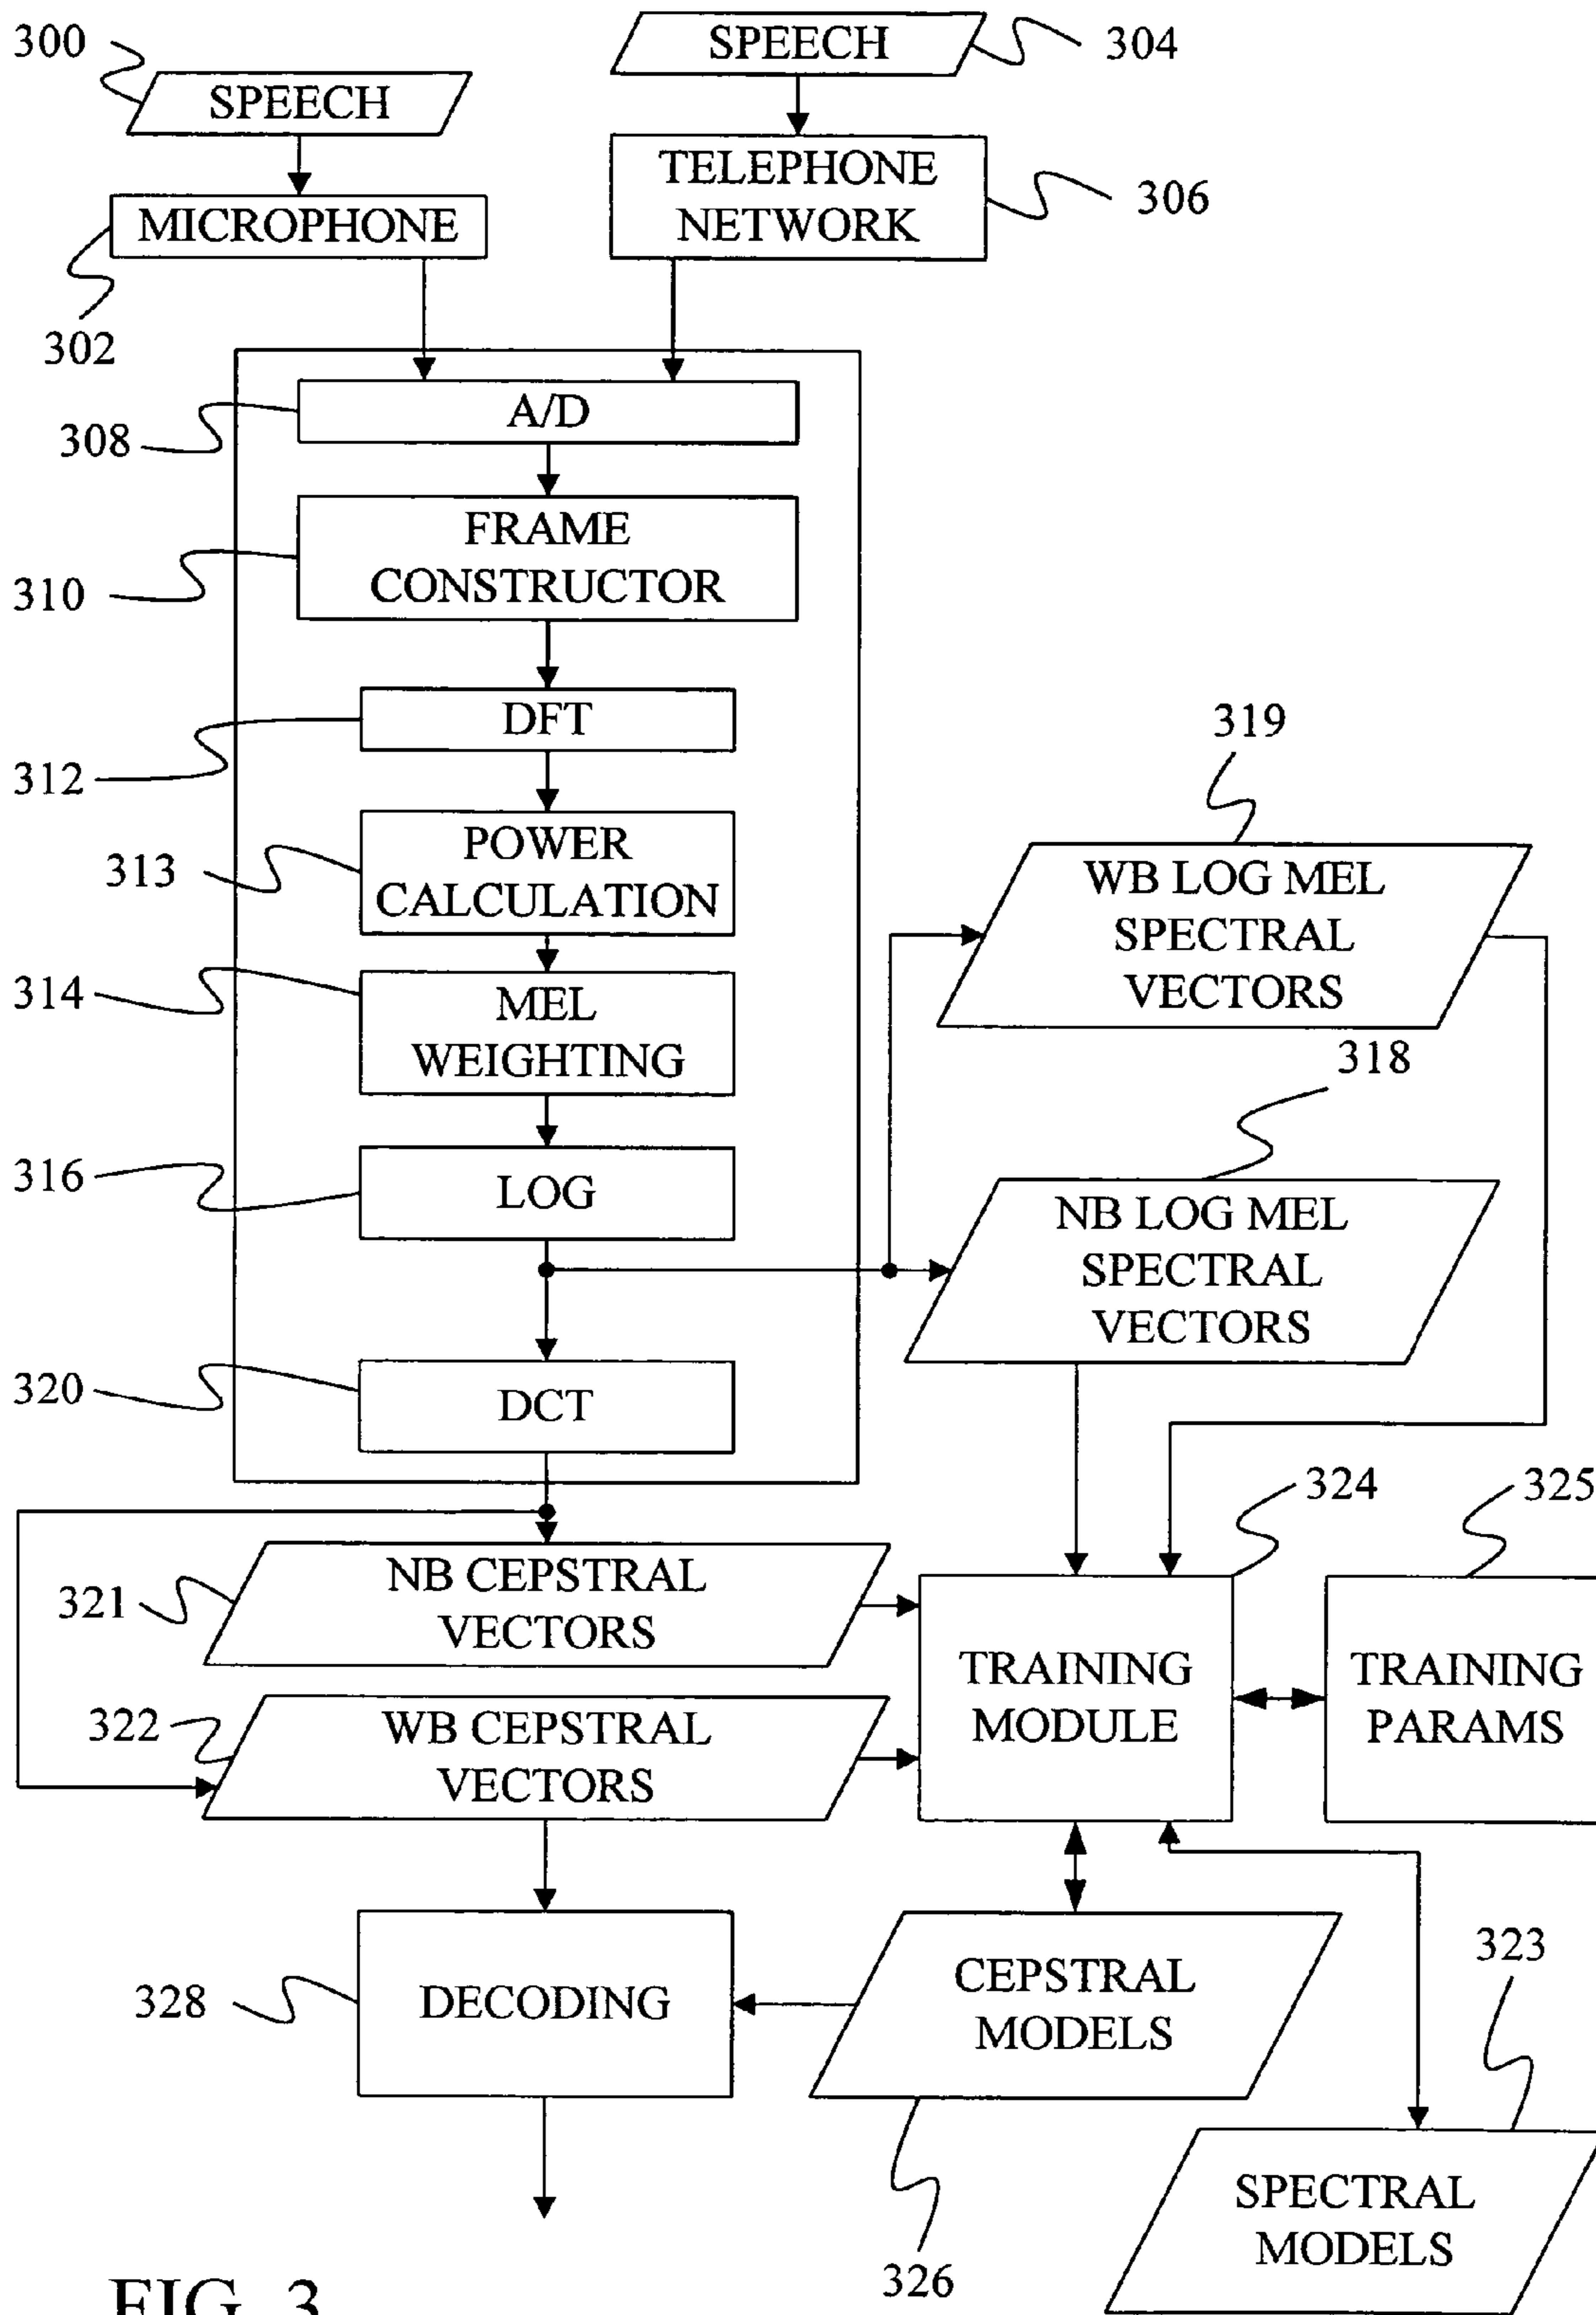 300
SPEECH
SPEECH
304
MICROPHONE
302
TELEPHONE
NETWORK
306
308
A/D
310
FRAME
CONSTRUCTOR
312
DFT
313
POWER
CALCULATION
314
MEL
WEIGHTING
316
LOG
320
DCT
319
WB LOG MEL
SPECTRAL
VECTORS
318
NB LOG MEL
SPECTRAL
VECTORS
321
NB CEPSTRAL
VECTORS
322
WB CEPSTRAL
VECTORS
324
TRAINING
MODULE
325
TRAINING
PARAMS
328
DECODING
CEPSTRAL
MODELS
326
323
SPECTRAL
MODELS
FIG. 3